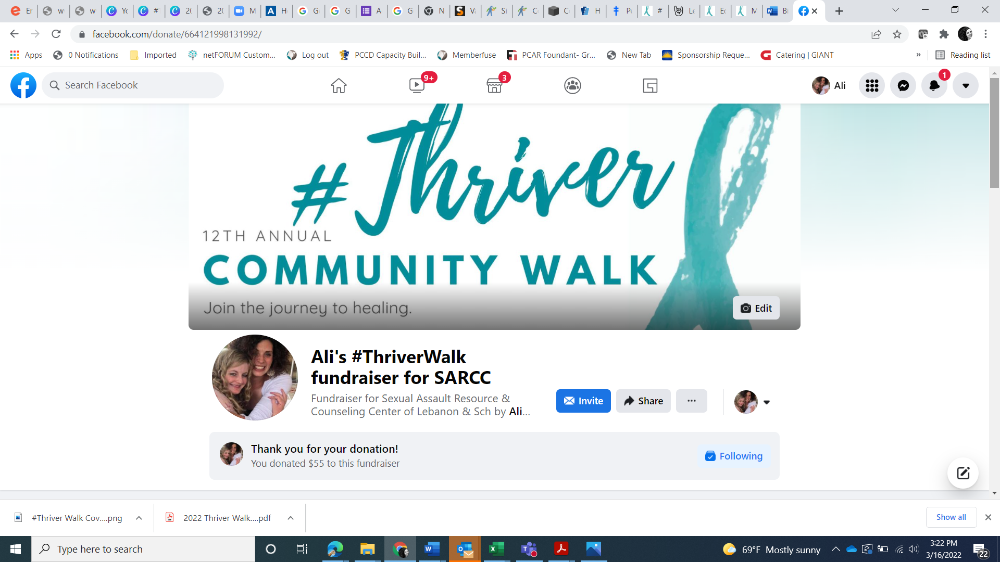 Er
w
w
Yo
#
20
20
M
H
G
G
A
G
N
Va
Si
C
C
H
Pe
#
Le
Ec
M
Bi
facebook.com/donate/664121998131992/
Apps
0 Notifications
Imported
netFORUM Custom...
Log out
PCCD Capacity Buil...
Memberfuse
PCAR Foundant- Gr...
New Tab
Sponsorship Reque...
Catering | GIANT
»
Reading list
Search Facebook
9+
3
Ali
1
#Thriver
12TH ANNUAL
COMMUNITY WALK
Join the journey to healing.
Edit
Ali's #ThriverWalk
fundraiser for SARCC
Fundraiser for Sexual Assault Resource &
Counseling Center of Lebanon & Sch by Ali...
Invite
Share
...
Thank you for your donation!
You donated $55 to this fundraiser
Following
#Thriver Walk Cov....png
2022 Thriver Walk....pdf
Show all
Type here to search
69°F Mostly sunny
3:22 PM
3/16/2022
22